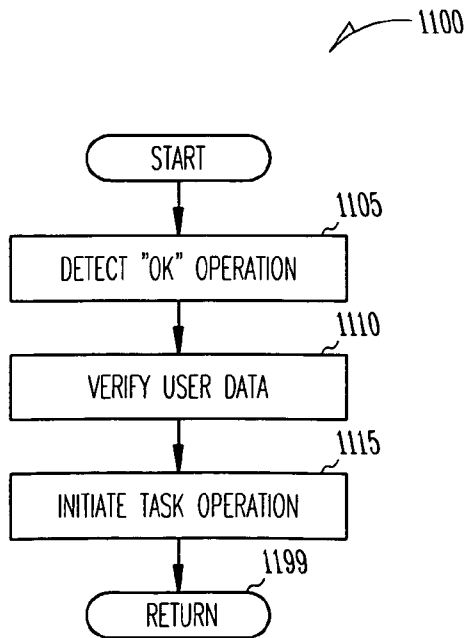 1100
START
1105
DETECT "OK" OPERATION
1110
VERIFY USER DATA
1115
INITIATE TASK OPERATION
1199
RETURN